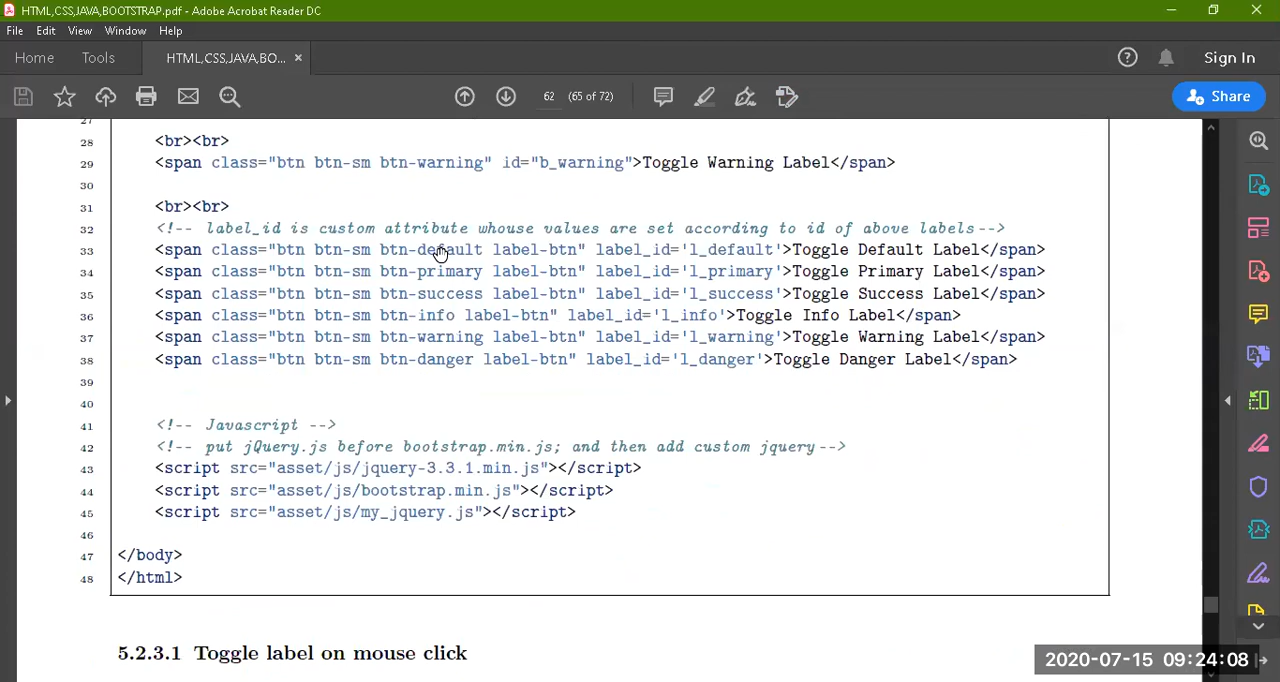 HTML,CSS,JAVA,BOOTSTRAP.pdf - Adobe Acrobat Reader DC
File Edit View Window Help
Home Tools HTML,CSS,JAVA,BO... × Sign In
62 (65 of 72) Share
27
28 <br><br>
29 <span class="btn btn-sm btn-warning" id="b_warning">Toggle Warning Label</span>
30
31 <br><br>
32 <!-- label_id is custom attribute whouse values are set according to id of above labels-->
33 <span class="btn btn-sm btn-default label-btn" label_id='l_default'>Toggle Default Label</span>
34 <span class="btn btn-sm btn-primary label-btn" label_id='l_primary'>Toggle Primary Label</span>
35 <span class="btn btn-sm btn-success label-btn" label_id='l_success'>Toggle Success Label</span>
36 <span class="btn btn-sm btn-info label-btn" label_id='l_info'>Toggle Info Label</span>
37 <span class="btn btn-sm btn-warning label-btn" label_id='l_warning'>Toggle Warning Label</span>
38 <span class="btn btn-sm btn-danger label-btn" label_id='l_danger'>Toggle Danger Label</span>
39
40
41 <!-- Javascript -->
42 <!-- put jQuery.js before bootstrap.min.js; and then add custom jquery-->
43 <script src="asset/js/jquery-3.3.1.min.js"></script>
44 <script src="asset/js/bootstrap.min.js"></script>
45 <script src="asset/js/my_jquery.js"></script>
46
47 </body>
48 </html>
5.2.3.1 Toggle label on mouse click
2020-07-15 09:24:08